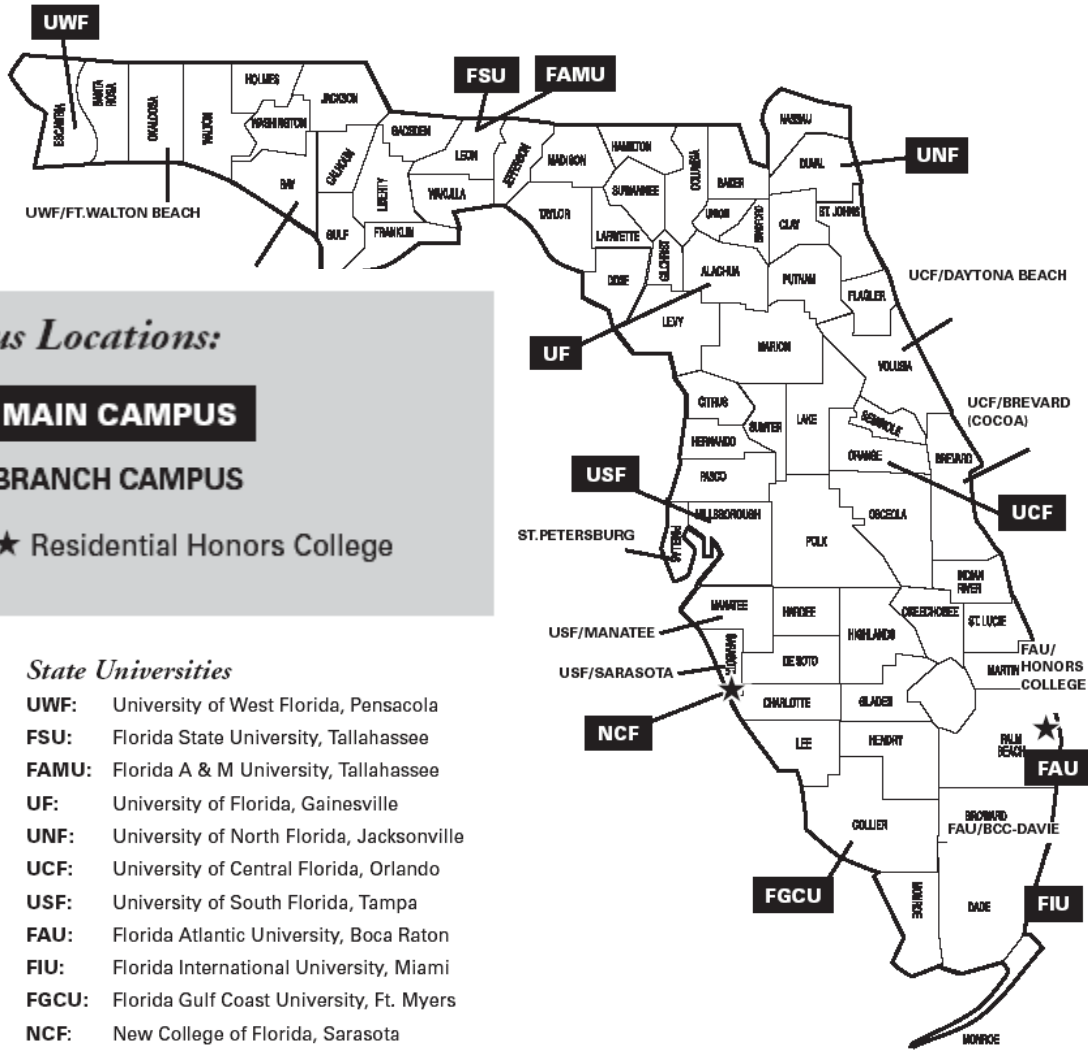 UWF
FSU
FAMU
UNF
UWF/FT.WALTON BEACH
UCF/DAYTONA BEACH
UF
UCF/BREVARD
(COCOA)
USF
UCF
ST.PETERSBURG
USF/MANATEE
USF/SARASOTA
NCF
FAU/
HONORS
COLLEGE
FAU
FAU/BCC-DAVIE
FGCU
FIU
ESCAMBIA
SANTA
ROSA
OKALOOSA
WALTON
HOLMES
WASHINGTON
JACKSON
BAY
CALHOUN
GULF
LIBERTY
GADSDEN
FRANKLIN
LEON
WAKULLA
JEFFERSON
MADISON
TAYLOR
HAMILTON
SUWANNEE
LAFAYETTE
DIXIE
GILCHRIST
COLUMBIA
BAKER
UNION
BRADFORD
NASSAU
DUVAL
CLAY
ST. JOHNS
ALACHUA
PUTNAM
FLAGLER
LEVY
MARION
VOLUSIA
CITRUS
SUMTER
LAKE
SEMINOLE
HERNANDO
ORANGE
BREVARD
PASCO
HILLSBOROUGH
PINELLAS
POLK
OSCEOLA
INDIAN
RIVER
MANATEE
HARDEE
HIGHLANDS
OKEECHOBEE
ST. LUCIE
SARASOTA
DE SOTO
MARTIN
CHARLOTTE
GLADES
LEE
HENDRY
PALM
BEACH
COLLIER
BROWARD
MONROE
DADE
MONROE
us Locations:
MAIN CAMPUS
BRANCH CAMPUS
★ Residential Honors College
State Universities
UWF: University of West Florida, Pensacola
FSU: Florida State University, Tallahassee
FAMU: Florida A & M University, Tallahassee
UF: University of Florida, Gainesville
UNF: University of North Florida, Jacksonville
UCF: University of Central Florida, Orlando
USF: University of South Florida, Tampa
FAU: Florida Atlantic University, Boca Raton
FIU: Florida International University, Miami
FGCU: Florida Gulf Coast University, Ft. Myers
NCF: New College of Florida, Sarasota